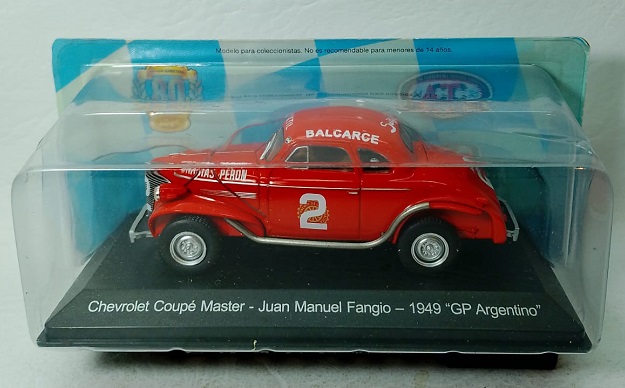 Modelo para coleccionistas. No es recomendable para menores de 14 años.
ACTC
BALCARCE
PERON
2
Chevrolet Coupé Master - Juan Manuel Fangio – 1949 "GP Argentino"